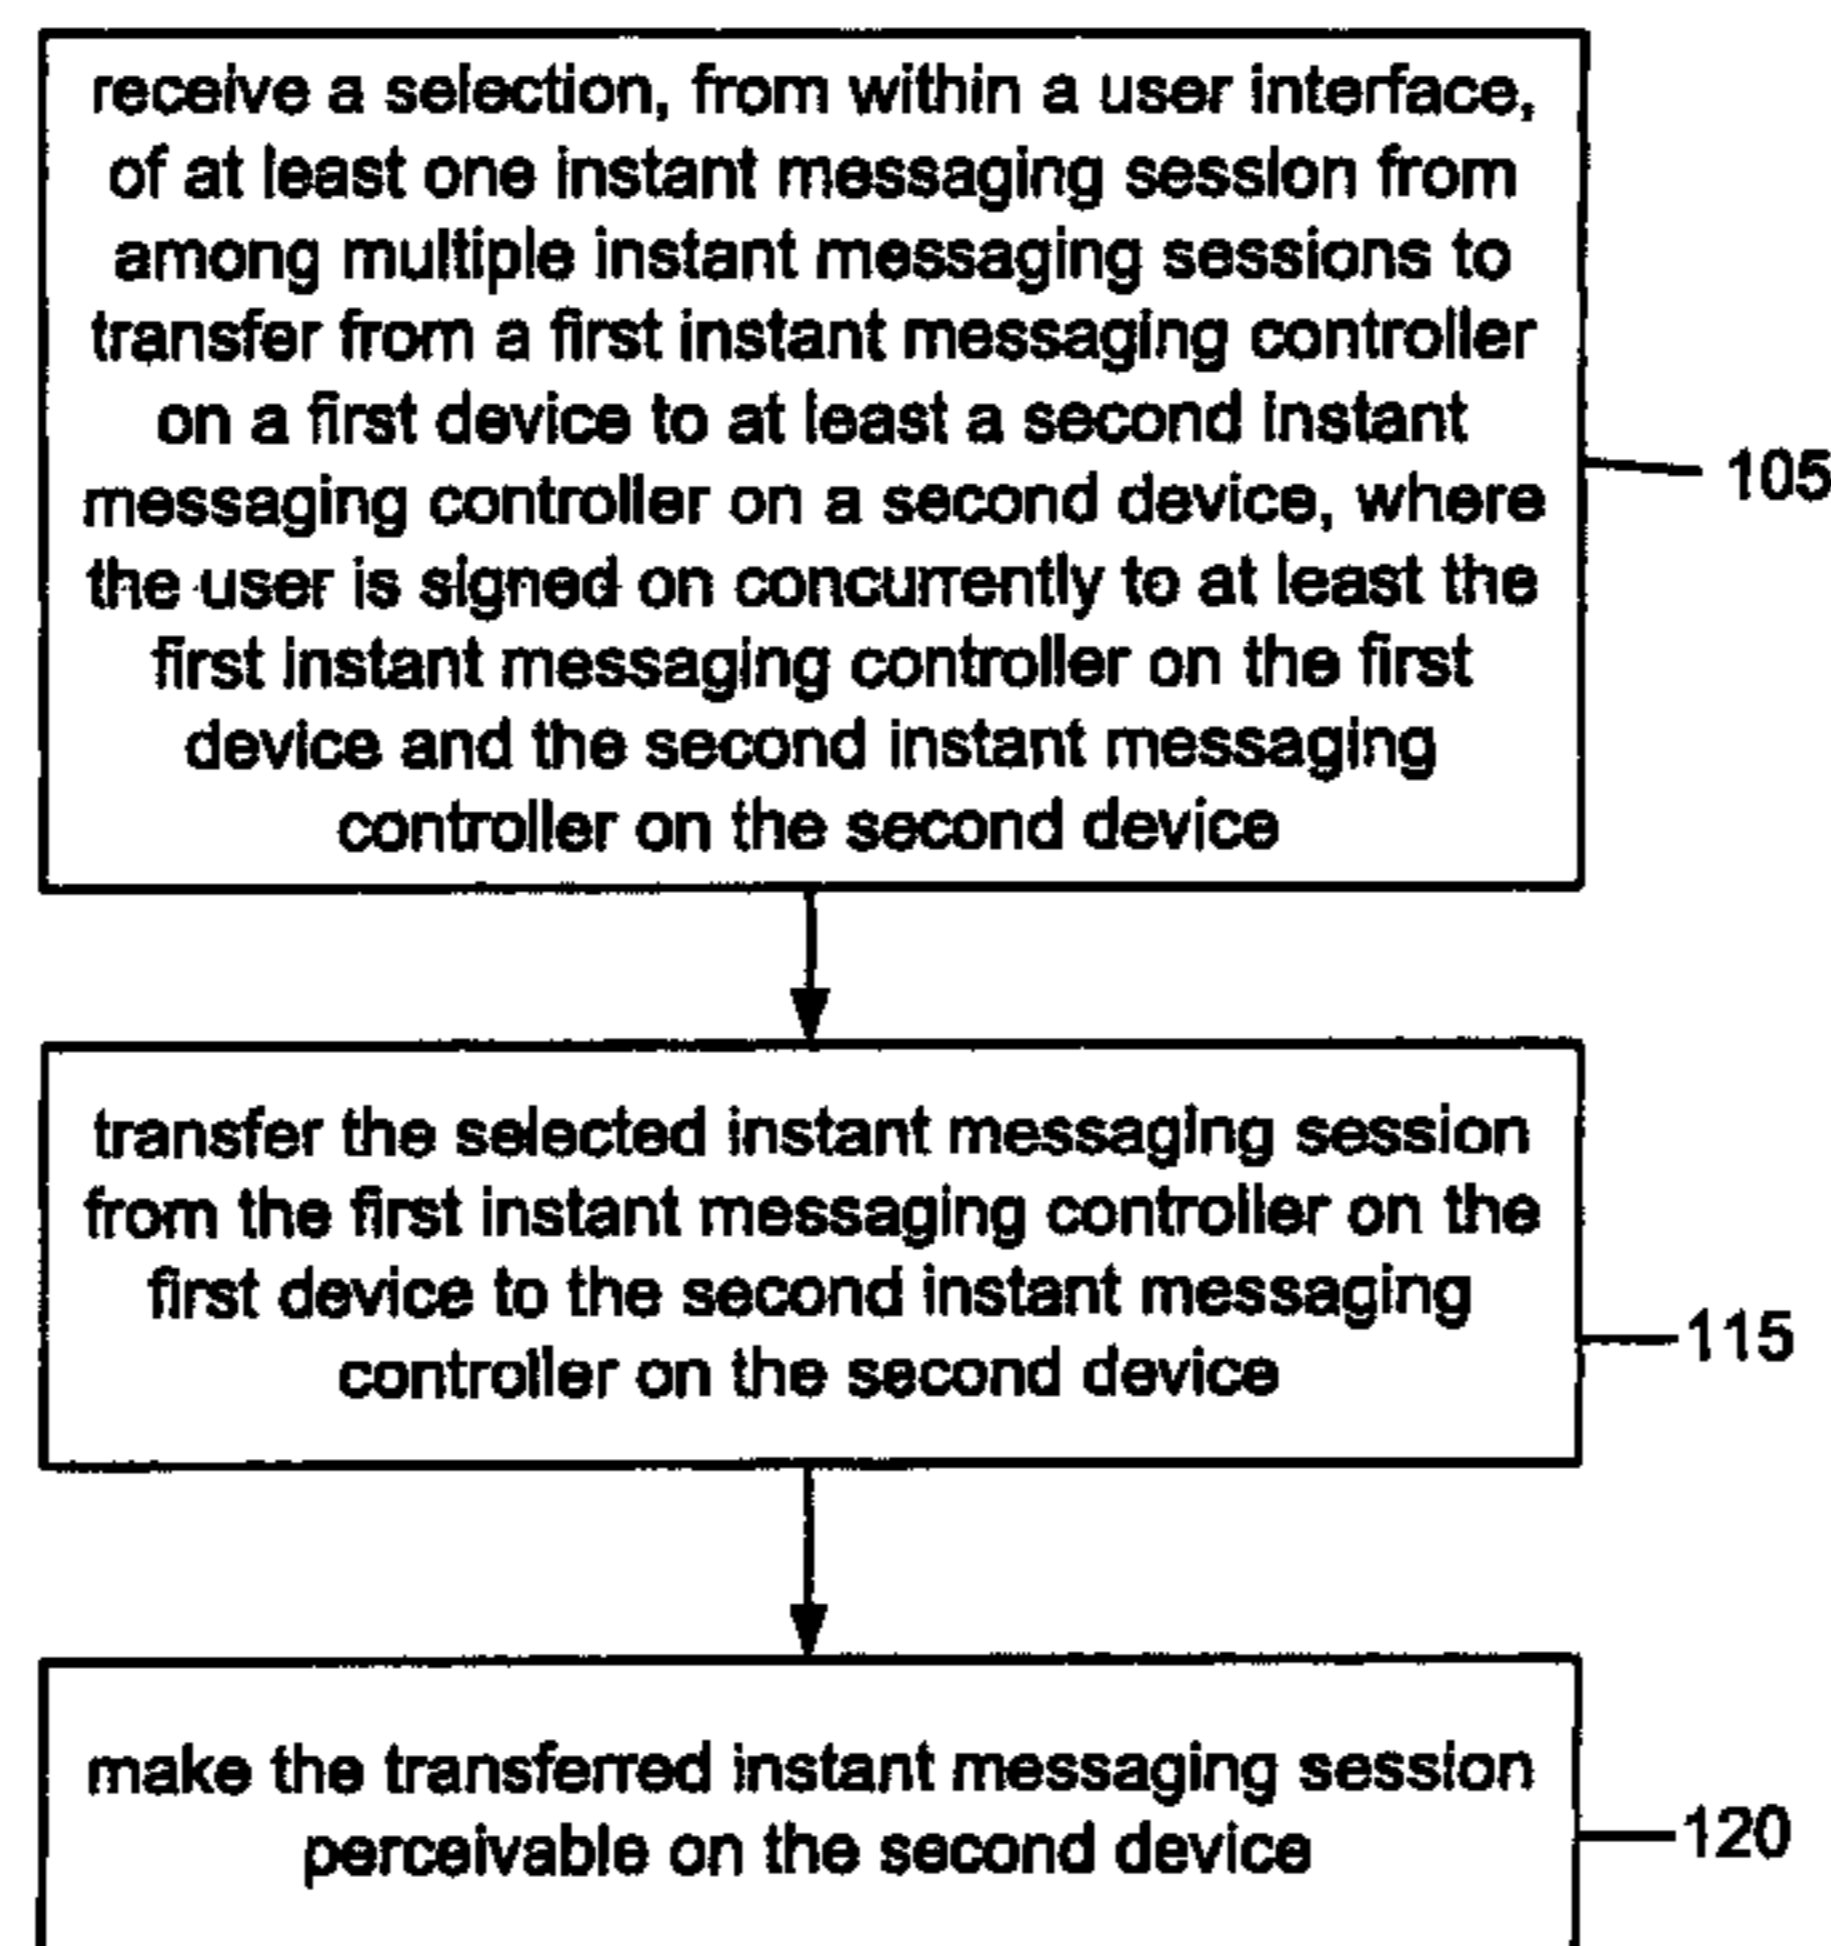 receive a selection, from within a user interface,
of at least one instant messaging session from
among multiple instant messaging sessions to
transfer from a first instant messaging controller
on a first device to at least a second instant
messaging controller on a second device, where
the user is signed on concurrently to at least the
first instant messaging controller on the first
device and the second instant messaging
controller on the second device
105
transfer the selected instant messaging session
from the first instant messaging controller on the
first device to the second instant messaging
controller on the second device
115
make the transferred instant messaging session
perceivable on the second device
120